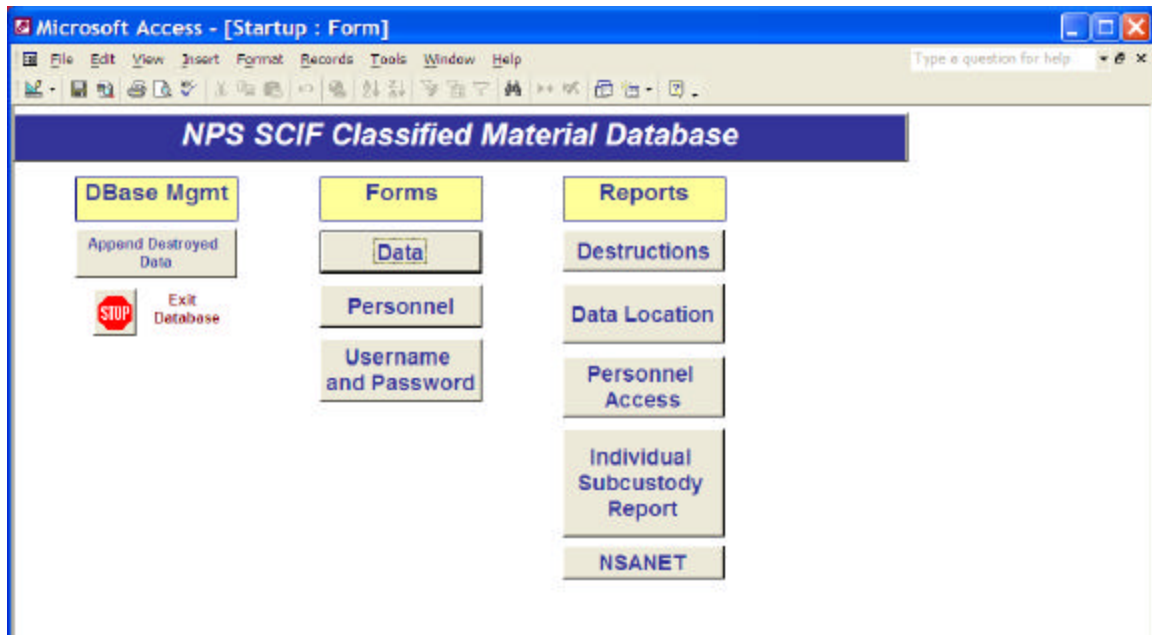 Microsoft Access - [Startup : Form]
File Edit View Insert Format Records Tools Window Help
Type a question for help
NPS SCIF Classified Material Database
DBase Mgmt
Append Destroyed
Data
STOP
Exit
Database
Forms
Data
Personnel
Username
and Password
Reports
Destructions
Data Location
Personnel
Access
Individual
Subcustody
Report
NSANET